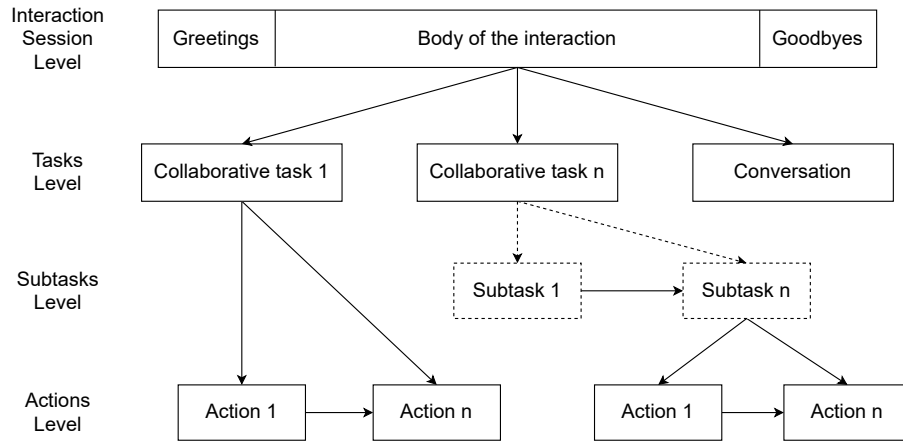 Interaction
Session
Level
Greetings
Body of the interaction
Goodbyes
Tasks
Level
Collaborative task 1
Collaborative task n
Conversation
Subtasks
Level
Subtask 1
Subtask n
Actions
Level
Action 1
Action n
Action 1
Action n